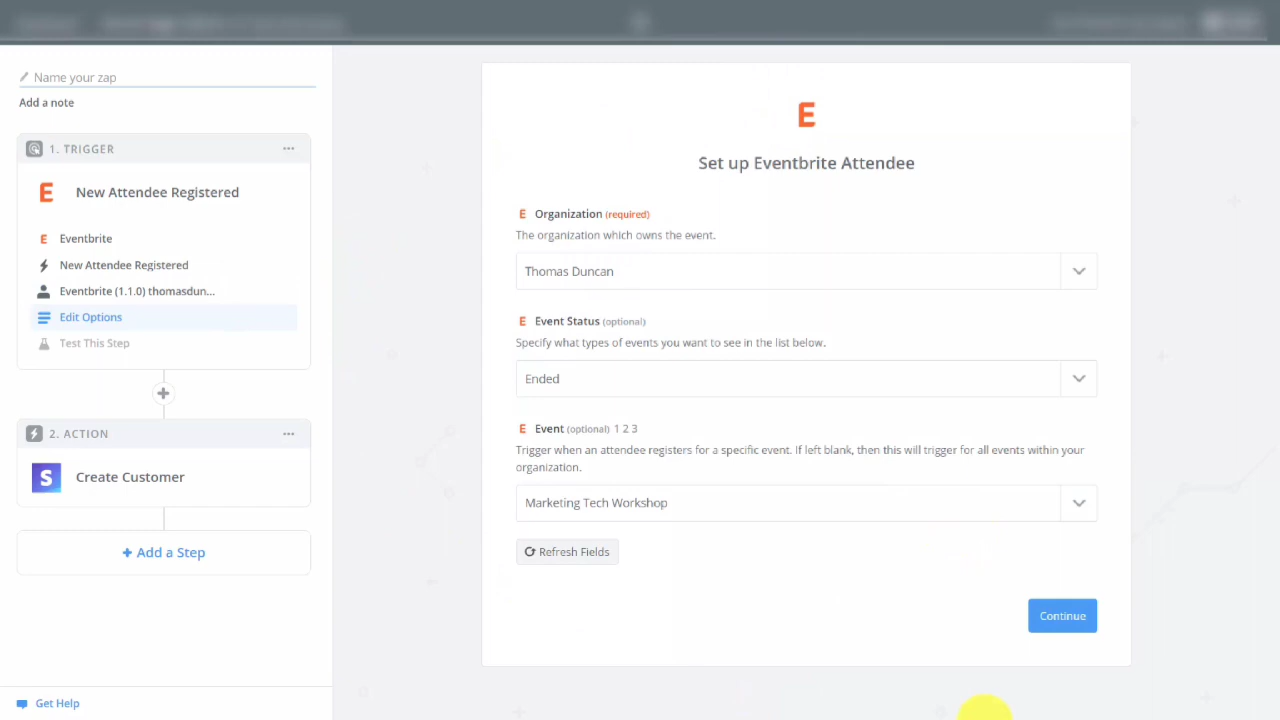 Name your zap
Add a note
1. TRIGGER
E New Attendee Registered
E Eventbrite
New Attendee Registered
Eventbrite (1.1.0) thomasdun...
Edit Options
Test This Step
2. ACTION
S Create Customer
+ Add a Step
Get Help
E
Set up Eventbrite Attendee
E Organization (required)
The organization which owns the event.
Thomas Duncan
E Event Status (optional)
Specify what types of events you want to see in the list below.
Ended
E Event (optional) 1 2 3
Trigger when an attendee registers for a specific event. If left blank, then this will trigger for all events within your
organization.
Marketing Tech Workshop
Refresh Fields
Continue